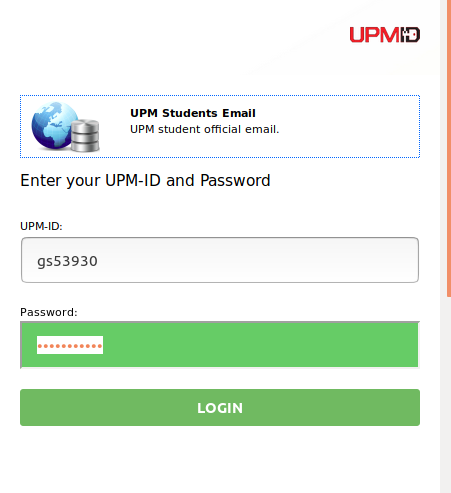 UPMID
UPM Students Email
UPM student official email.
Enter your UPM-ID and Password
UPM-ID:
gs53930
Password:
•••••••••••
LOGIN